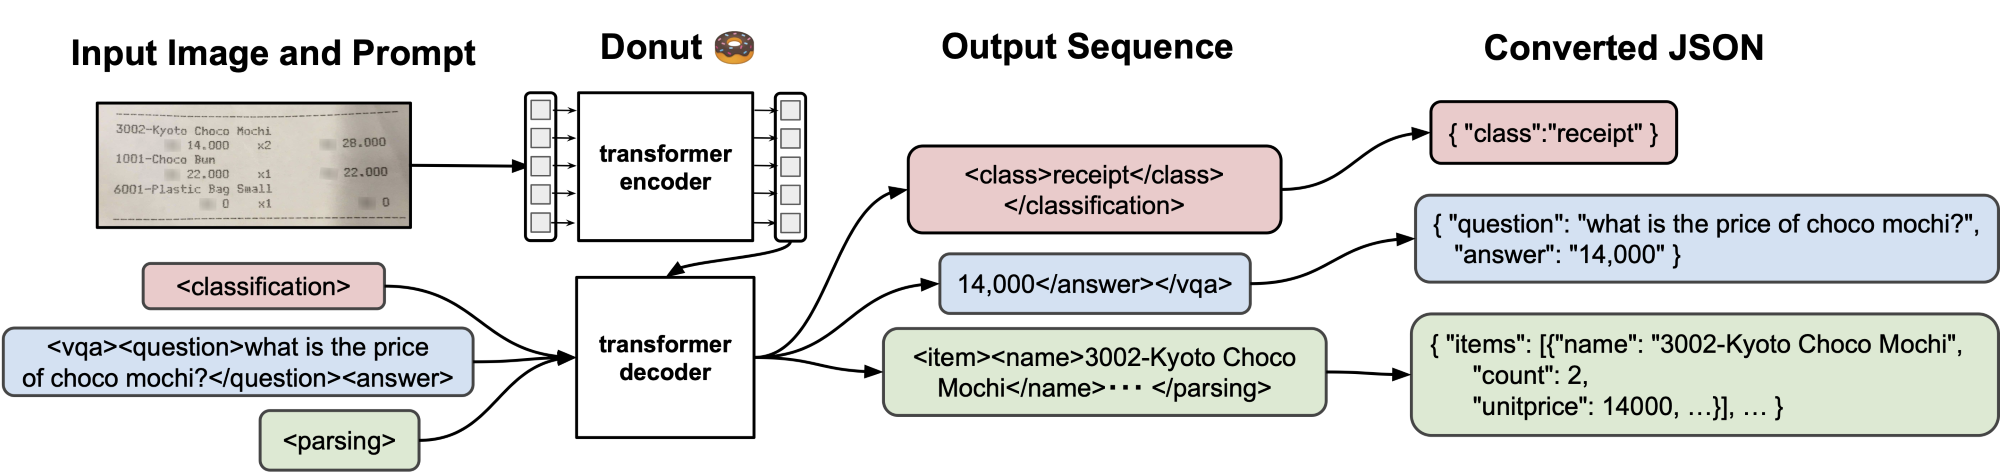 Input Image and Prompt
Donut
Output Sequence
Converted JSON
3002-Kyoto Choco Mochi
14.000 x2 28.000
1001-Choco Bun
22.000 x1 22.000
6001-Plastic Bag Small
0 x1 0
<classification>
<vqa><question>what is the price
of choco mochi?</question><answer>
<parsing>
transformer
encoder
transformer
decoder
<class>receipt</class>
</classification>
14,000</answer></vqa>
<item><name>3002-Kyoto Choco
Mochi</name>··· </parsing>
{ "class":"receipt" }
{ "question": "what is the price of choco mochi?",
"answer": "14,000" }
{ "items": [{"name": "3002-Kyoto Choco Mochi",
"count": 2,
"unitprice": 14000, …}], … }